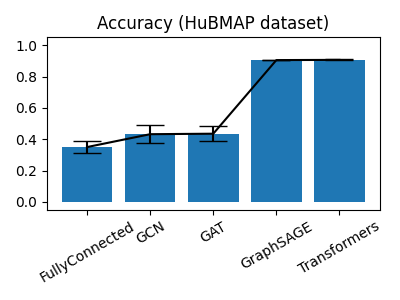 Accuracy (HuBMAP dataset)
1.0
0.8
0.6
0.4
0.2
0.0
FullyConnected
GCN
GAT
GraphSAGE
Transformers